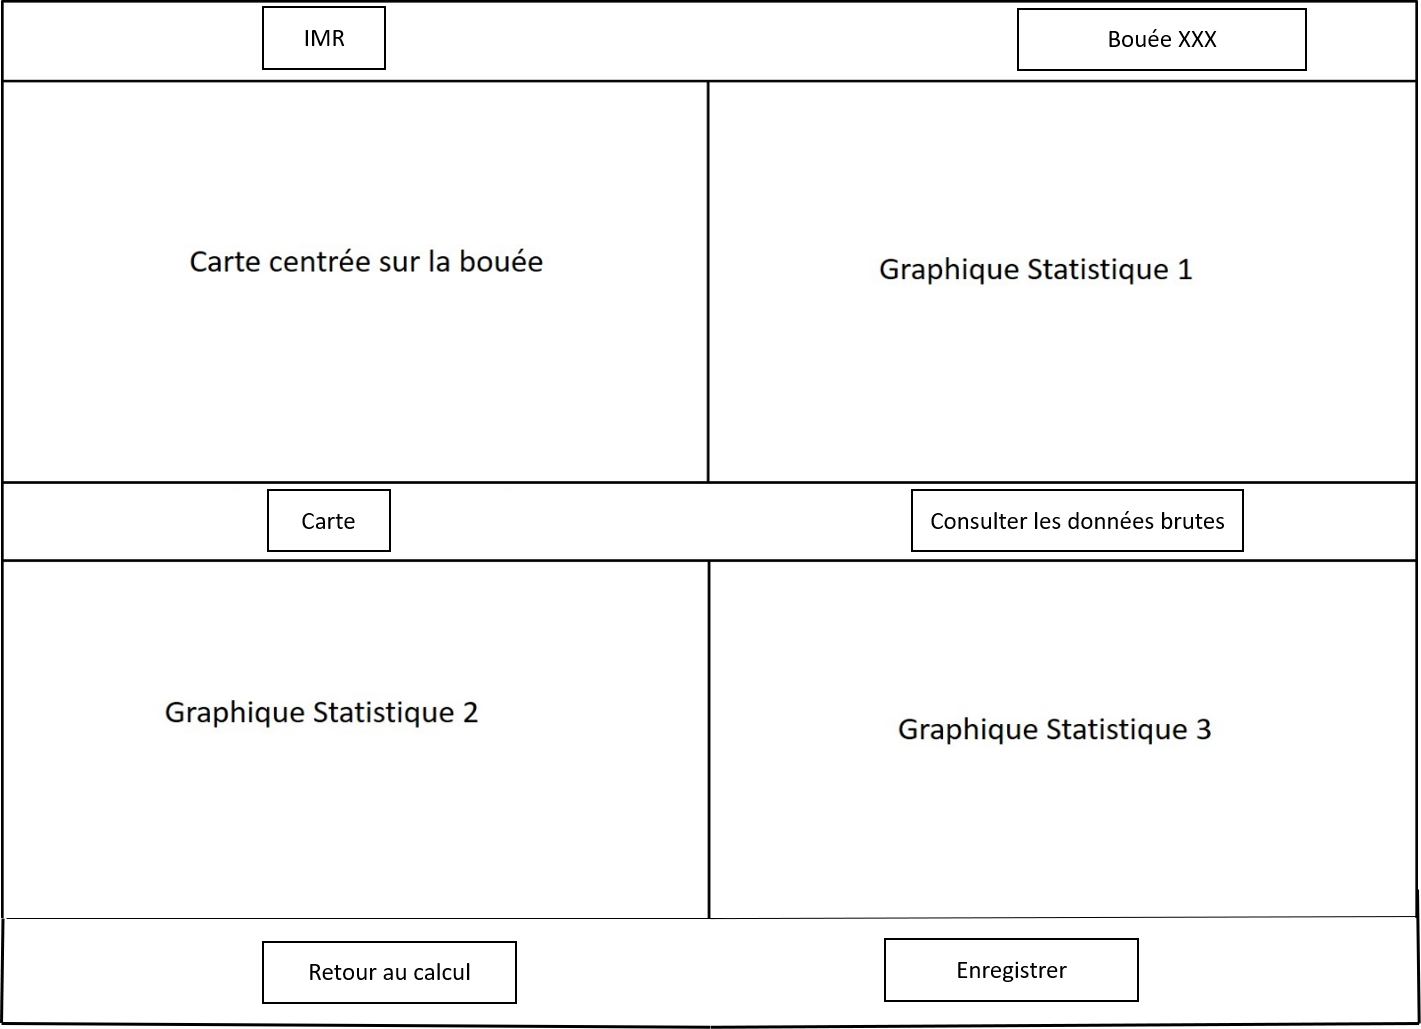 IMR
Bouée XXX
Carte centrée sur la bouée
Graphique Statistique 1
Carte
Consulter les données brutes
Graphique Statistique 2
Graphique Statistique 3
Retour au calcul
Enregistrer